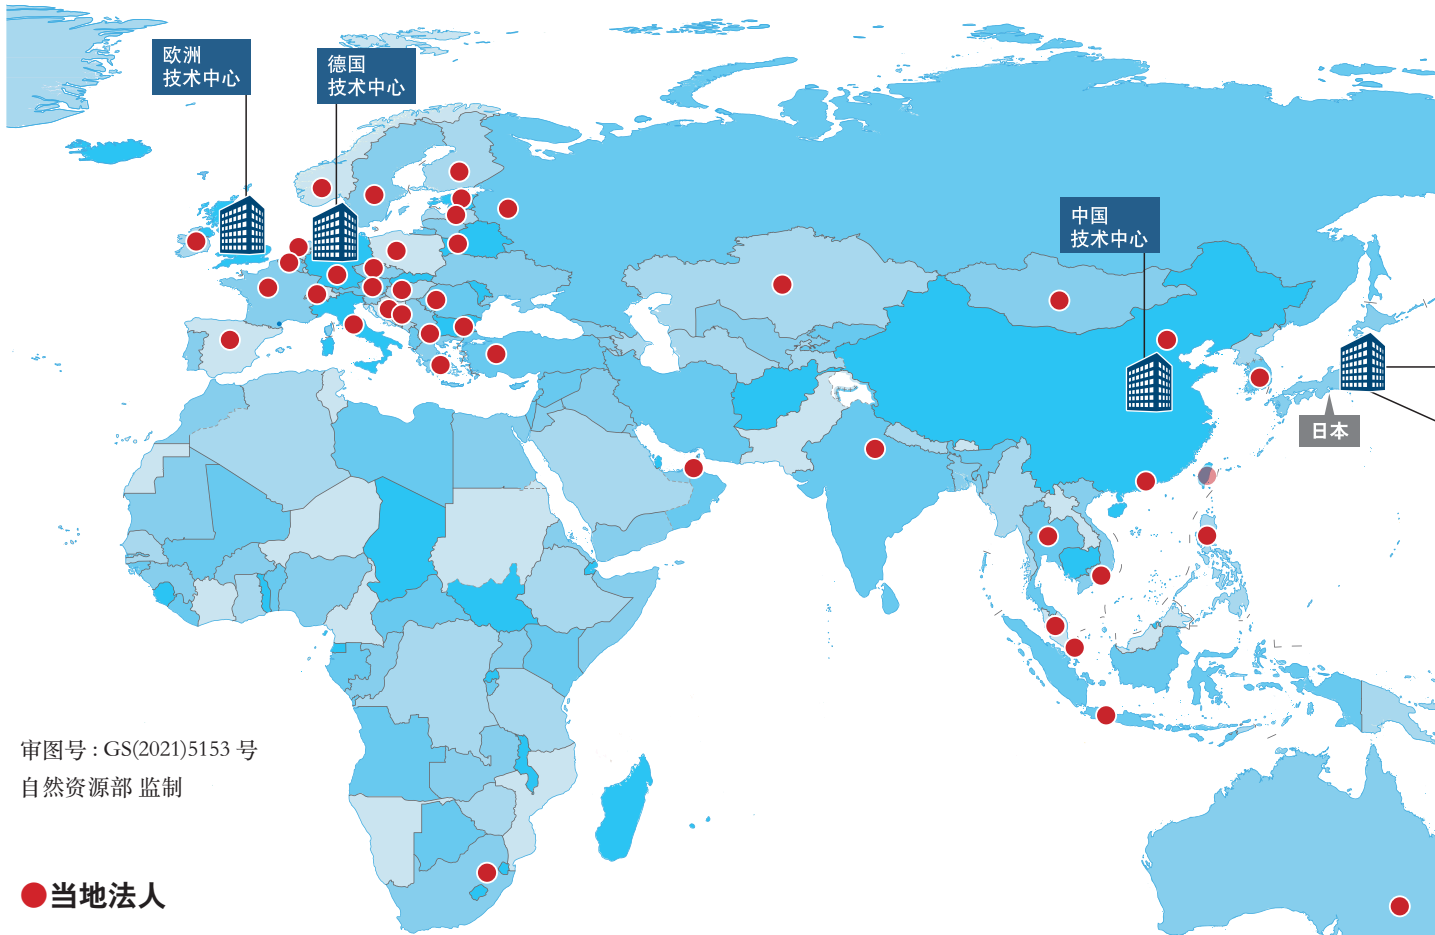 欧洲
技术中心
德国
技术中心
中国
技术中心
日本
审图号:GS(2021)5153 号
自然资源部 监制
当地法人